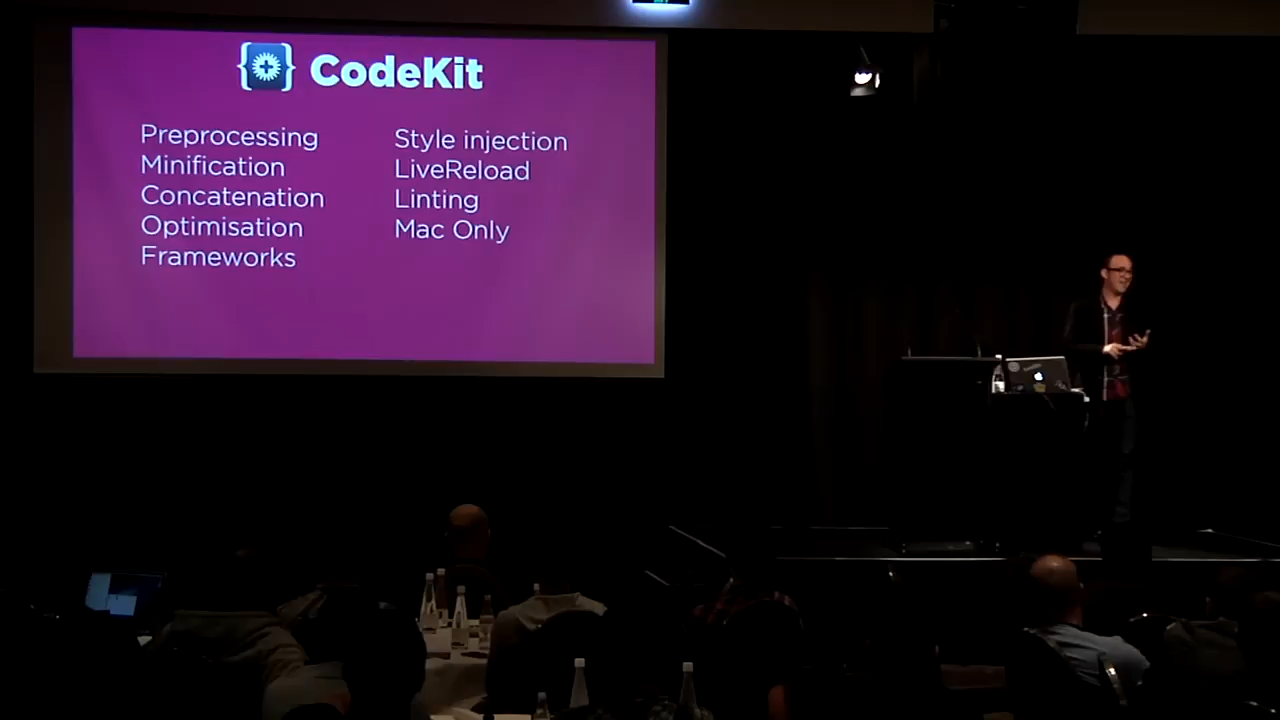 CodeKit
Preprocessing
Minification
Concatenation
Optimisation
Frameworks
Style injection
LiveReload
Linting
Mac Only